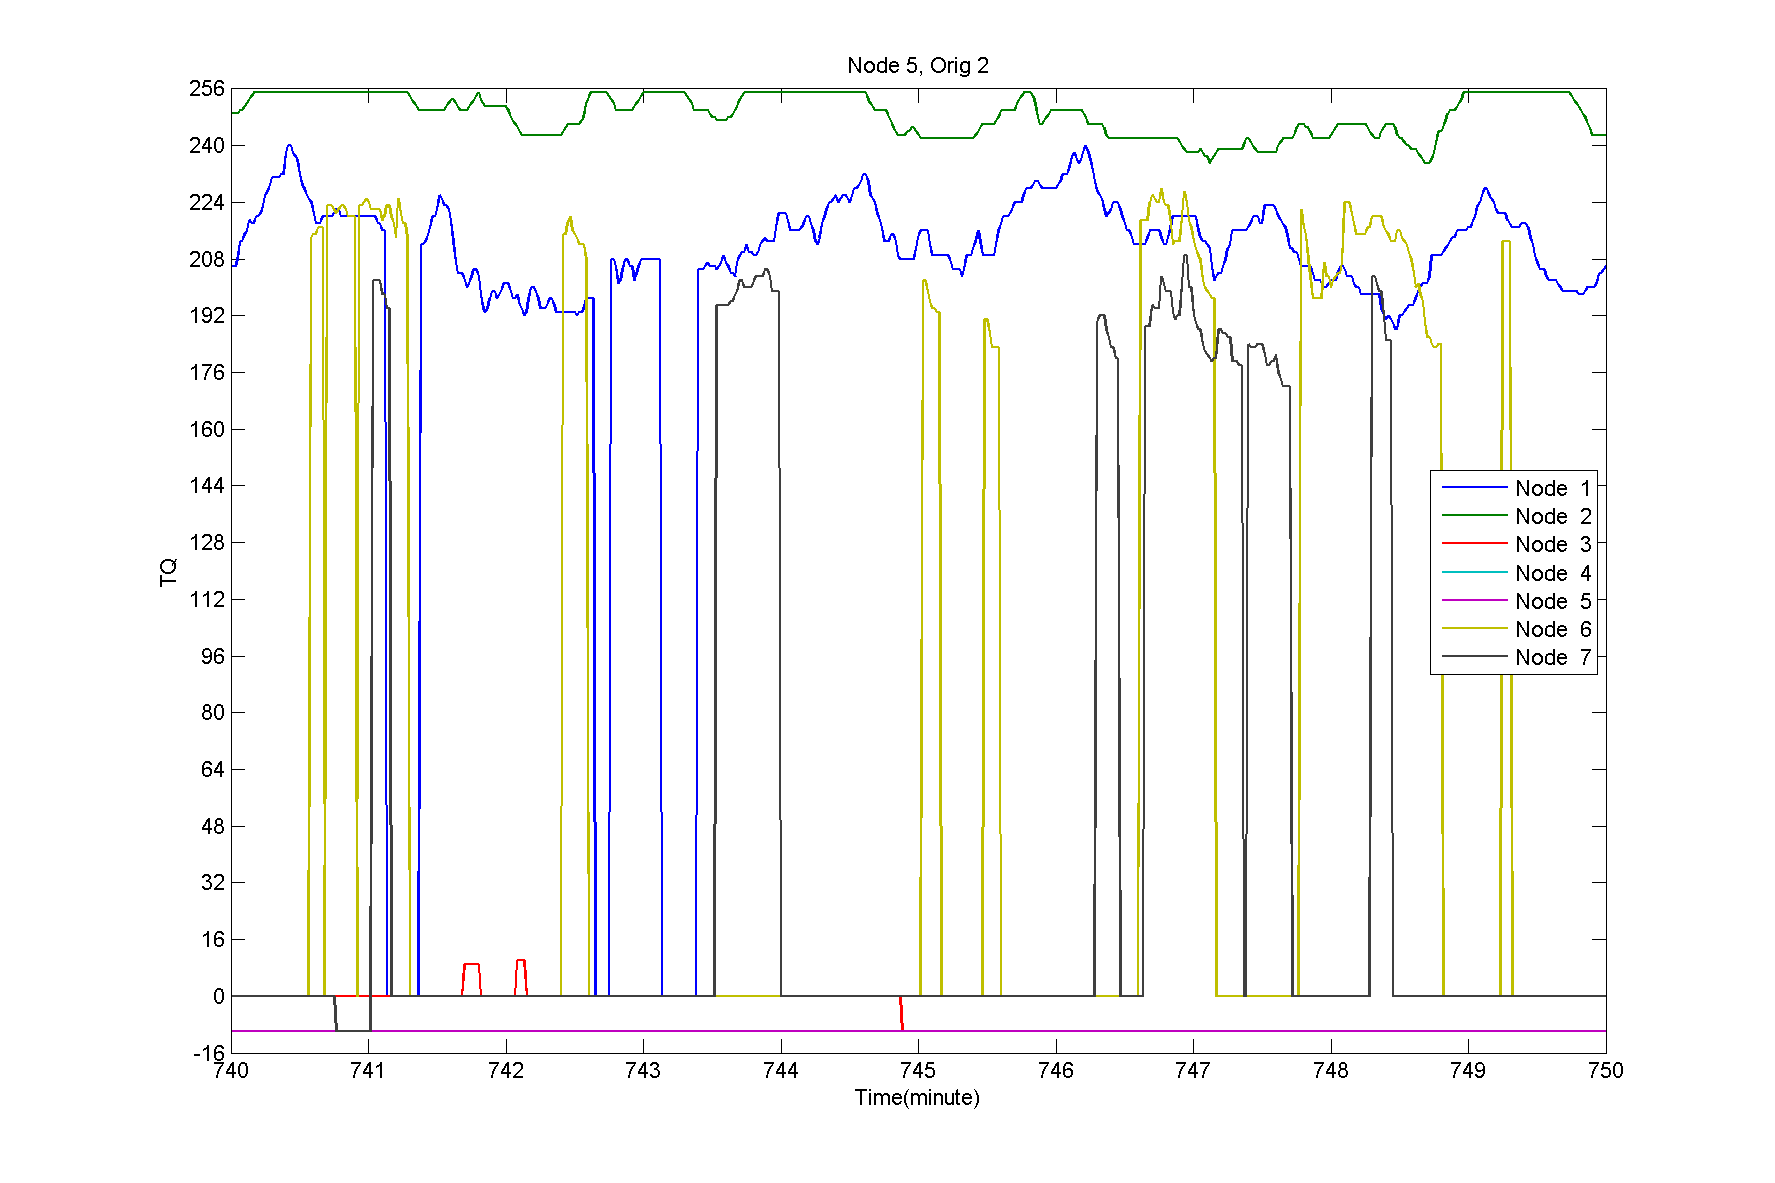 Node 5, Orig 2
256
240
224
208
192
176
160
144
128
112
96
80
64
48
32
16
0
-16
TQ
Node 1
Node 2
Node 3
Node 4
Node 5
Node 6
Node 7
740 741 742 743 744 745 746 747 748 749 750
Time(minute)